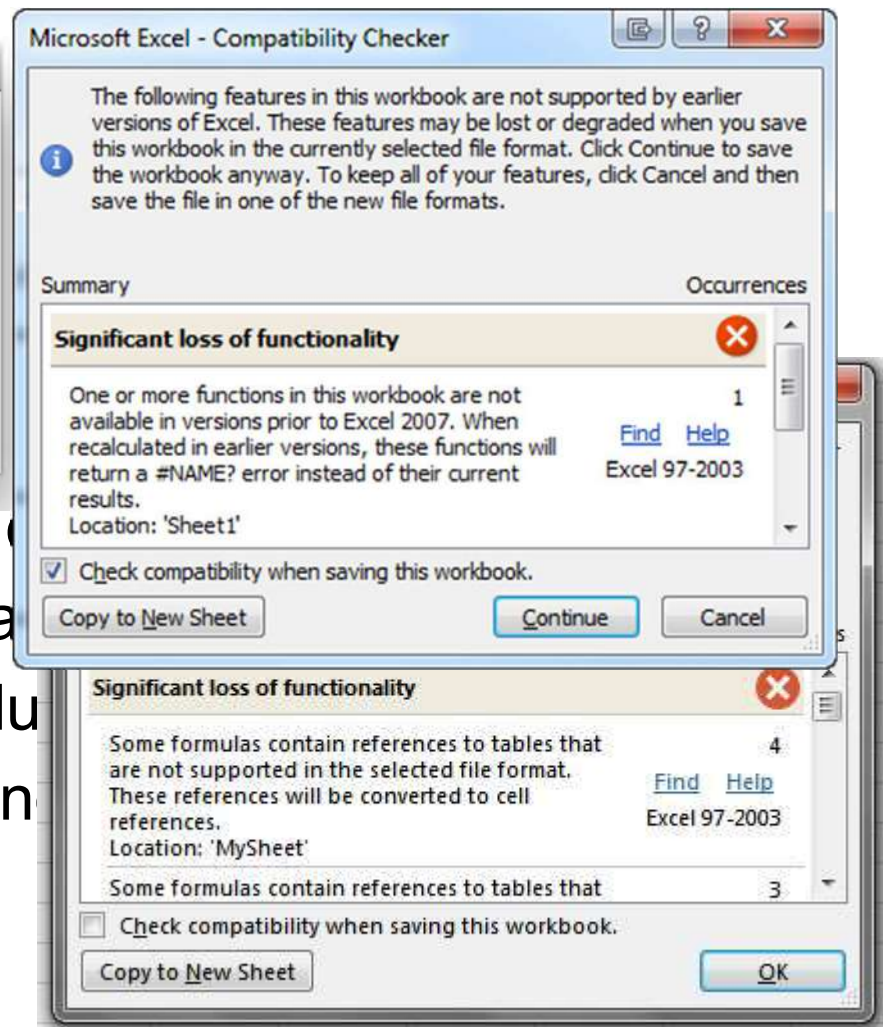 Microsoft Excel - Compatibility Checker
The following features in this workbook are not supported by earlier
versions of Excel. These features may be lost or degraded when you save
this workbook in the currently selected file format. Click Continue to save
the workbook anyway. To keep all of your features, click Cancel and then
save the file in one of the new file formats.
Summary Occurrences
Significant loss of functionality
One or more functions in this workbook are not 1
available in versions prior to Excel 2007. When
recalculated in earlier versions, these functions will Find Help
return a #NAME? error instead of their current Excel 97-2003
results.
Location: 'Sheet1'
Check compatibility when saving this workbook.
Copy to New Sheet Continue Cancel
Significant loss of functionality
Some formulas contain references to tables that 4
are not supported in the selected file format.
These references will be converted to cell Find Help
references. Excel 97-2003
Location: 'MySheet'
Some formulas contain references to tables that 3
Check compatibility when saving this workbook.
Copy to New Sheet OK